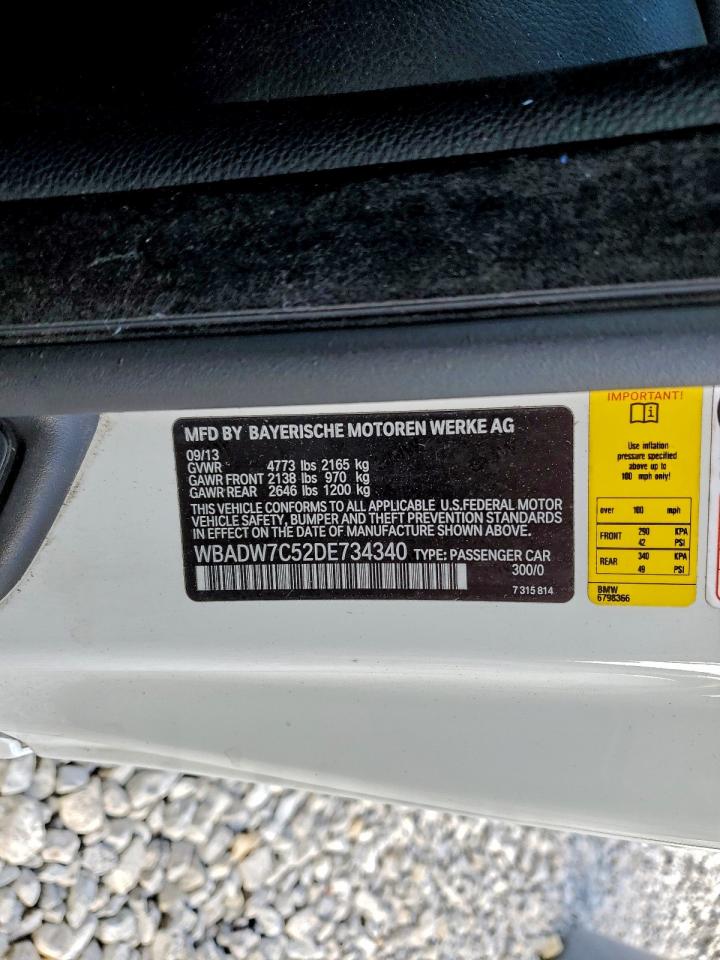 MFD BY BAYERISCHE MOTOREN WERKE AG
09/13
GVWR 4773 lbs 2165 kg
GAWR FRONT 2138 lbs 970 kg
GAWR REAR 2646 lbs 1200 kg
THIS VEHICLE CONFORMS TO ALL APPLICABLE U.S.FEDERAL MOTOR
VEHICLE SAFETY, BUMPER AND THEFT PREVENTION STANDARDS
IN EFFECT ON THE DATE OF MANUFACTURE SHOWN ABOVE.
WBADW7C52DE734340 TYPE: PASSENGER CAR
300/0
7 315 814
IMPORTANT!
Use inflation
pressure specified
above up to
100 mph only!
over 100 mph
FRONT 290 KPA
42 PSI
REAR 340 KPA
49 PSI
BMW
6798366